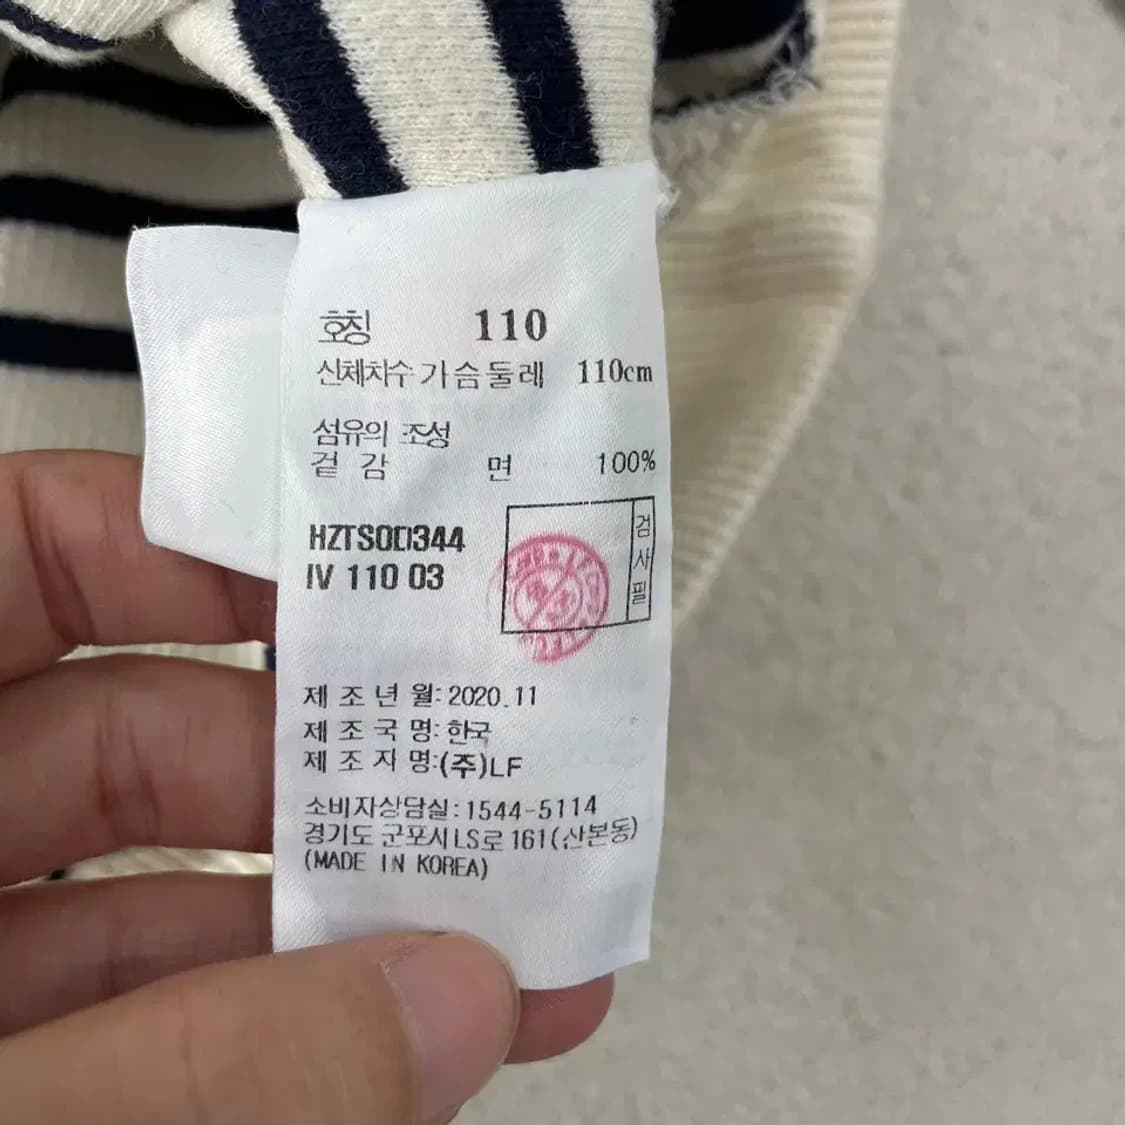 호칭 110
신체치수 가슴둘레 110cm
섬유의 조성
겉 감 면 100%
HZTS0D344
IV 110 03
검사필
제 조 년 월: 2020.11
제 조 국 명: 한국
제 조 자 명:(주)LF
소비자상담실:1544-5114
경기도 군포시 LS로 161(산본동)
(MADE IN KOREA)